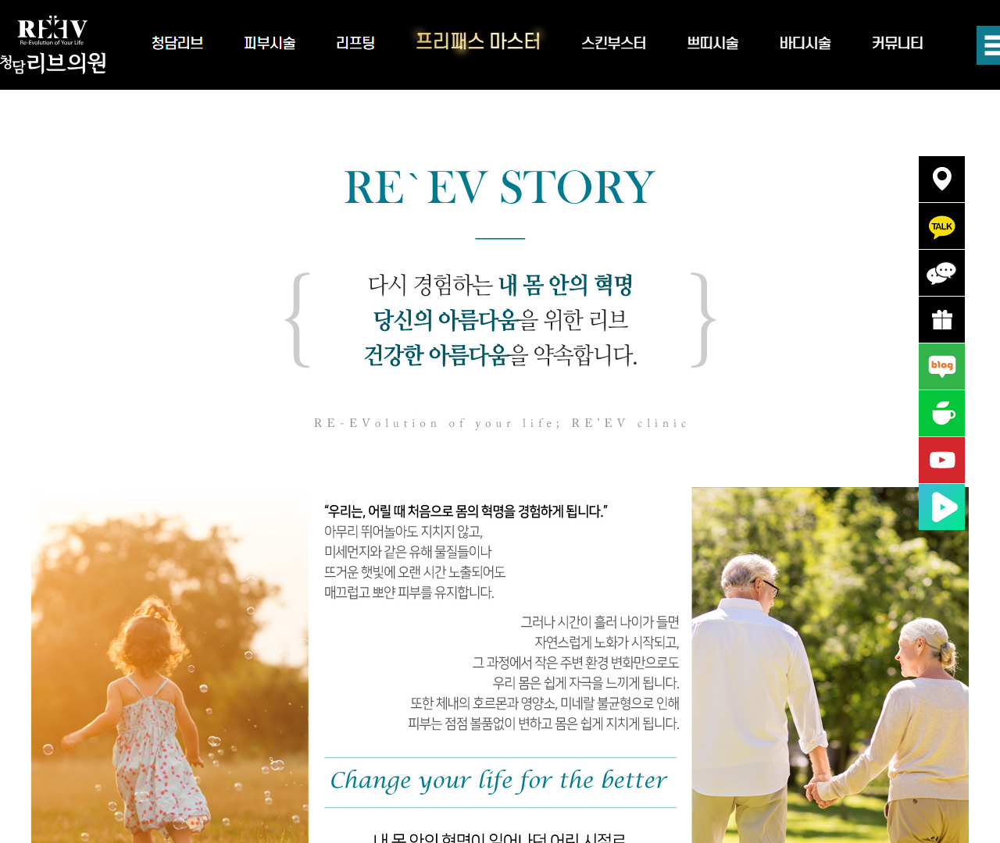 RE EV
Re-Evolution of Your Life
청담리브의원
청담리브
피부시술
리프팅
프리패스 마스터
스킨부스터
쁘띠시술
바디시술
커뮤니티
RE`EV STORY
다시 경험하는 내 몸 안의 혁명
당신의 아름다움을 위한 리브
건강한 아름다움을 약속합니다.
RE-EVolution of your life; RE'EV clinic
TALK
blog
“우리는, 어릴 때 처음으로 몸의 혁명을 경험하게 됩니다.”
아무리 뛰어놀아도 지치지 않고,
미세먼지와 같은 유해 물질들이나
뜨거운 햇빛에 오랜 시간 노출되어도
매끄럽고 뽀얀 피부를 유지합니다.
그러나 시간이 흘러 나이가 들면
자연스럽게 노화가 시작되고,
그 과정에서 작은 주변 환경 변화만으로도
우리 몸은 쉽게 자극을 느끼게 됩니다.
또한 체내의 호르몬과 영양소, 미네랄 불균형으로 인해
피부는 점점 볼품없이 변하고 몸은 쉽게 지치게 됩니다.
Change your life for the better
내 몸 안의 혁명이 일어나던 어린 시절로